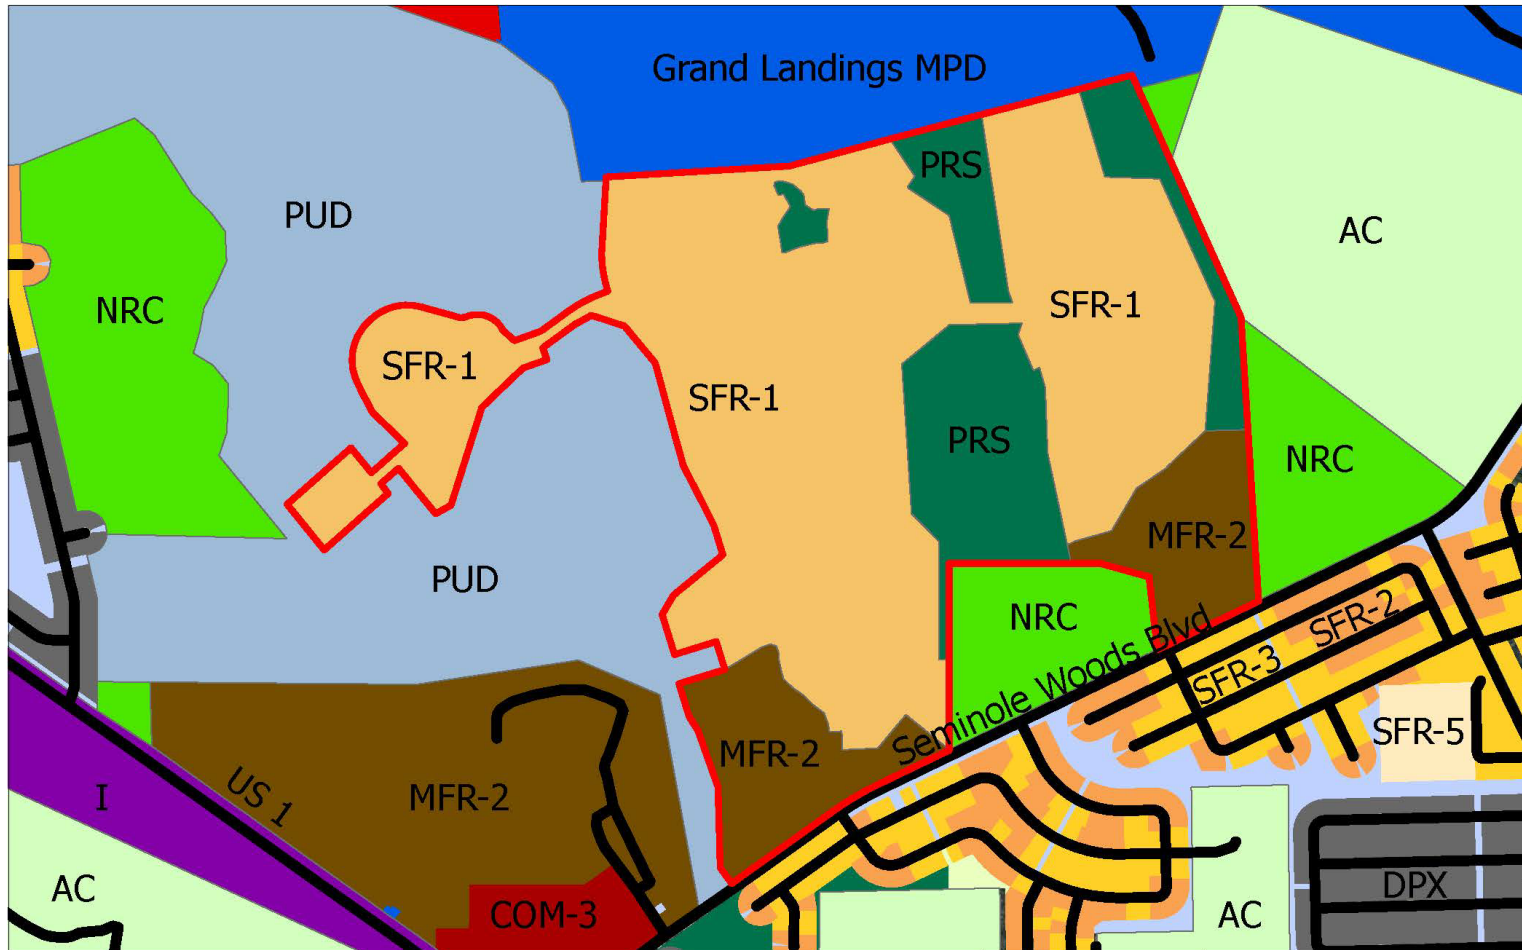 Grand Landings MPD
PRS
PUD
AC
NRC
SFR-1
SFR-1
SFR-1
PRS
NRC
MFR-2
PUD
NRC
SFR-2
SFR-3
Seminole Woods Blvd
SFR-5
MFR-2
I
US 1
MFR-2
AC
COM-3
DPX
AC